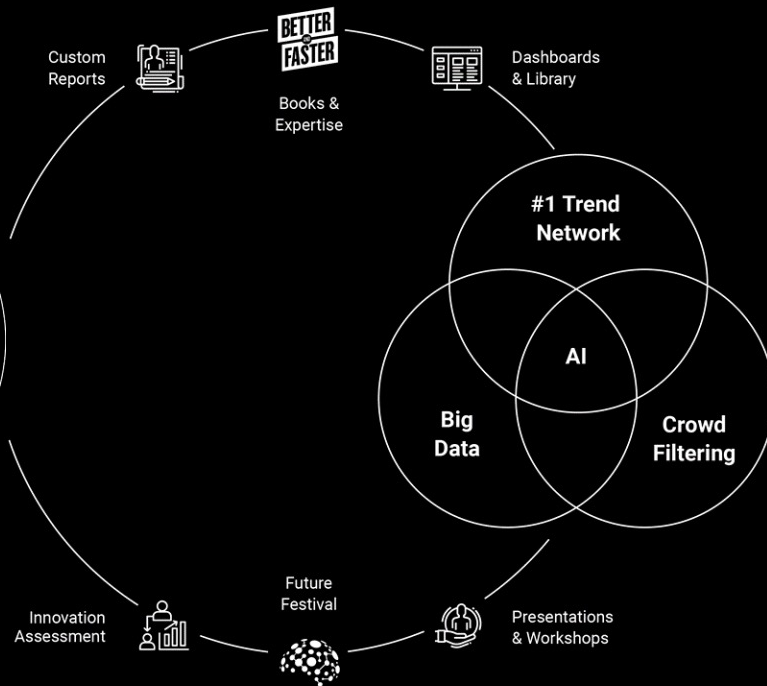 Custom
Reports
BETTER
FASTER
Books &
Expertise
Dashboards
& Library
#1 Trend
Network
AI
Big
Data
Crowd
Filtering
Innovation
Assessment
Future
Festival
Presentations
& Workshops